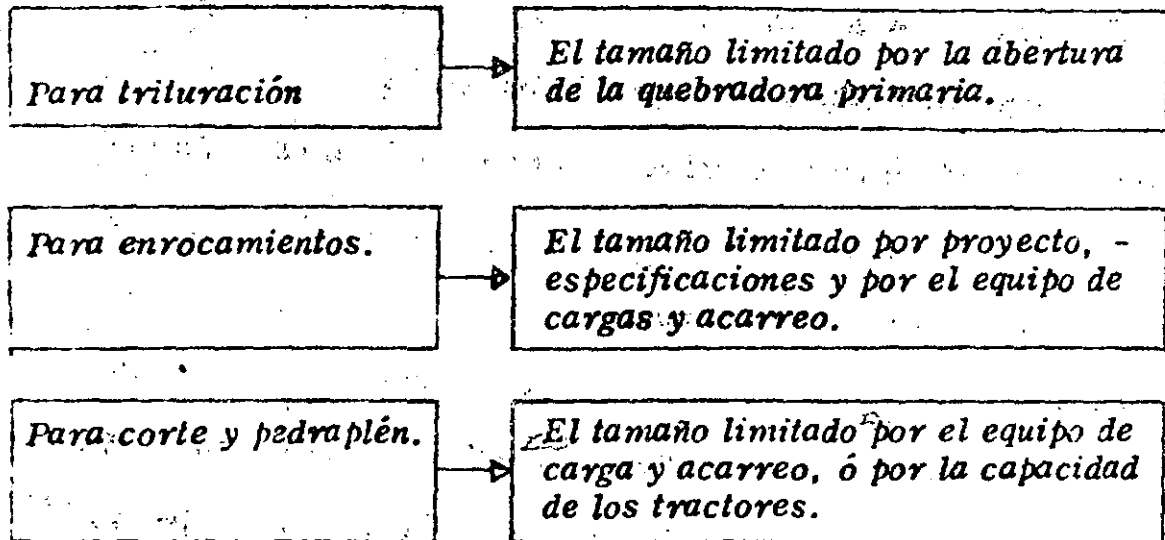 Para trituración
El tamaño limitado por la abertura
de la quebradora primaria.
Para enrocamientos.
El tamaño limitado por proyecto, -
especificaciones y por el equipo de
cargas y acarreo.
Para corte y pedraplén.
El tamaño limitado por el equipo de
carga y acarreo, ó por la capacidad
de los tractores.